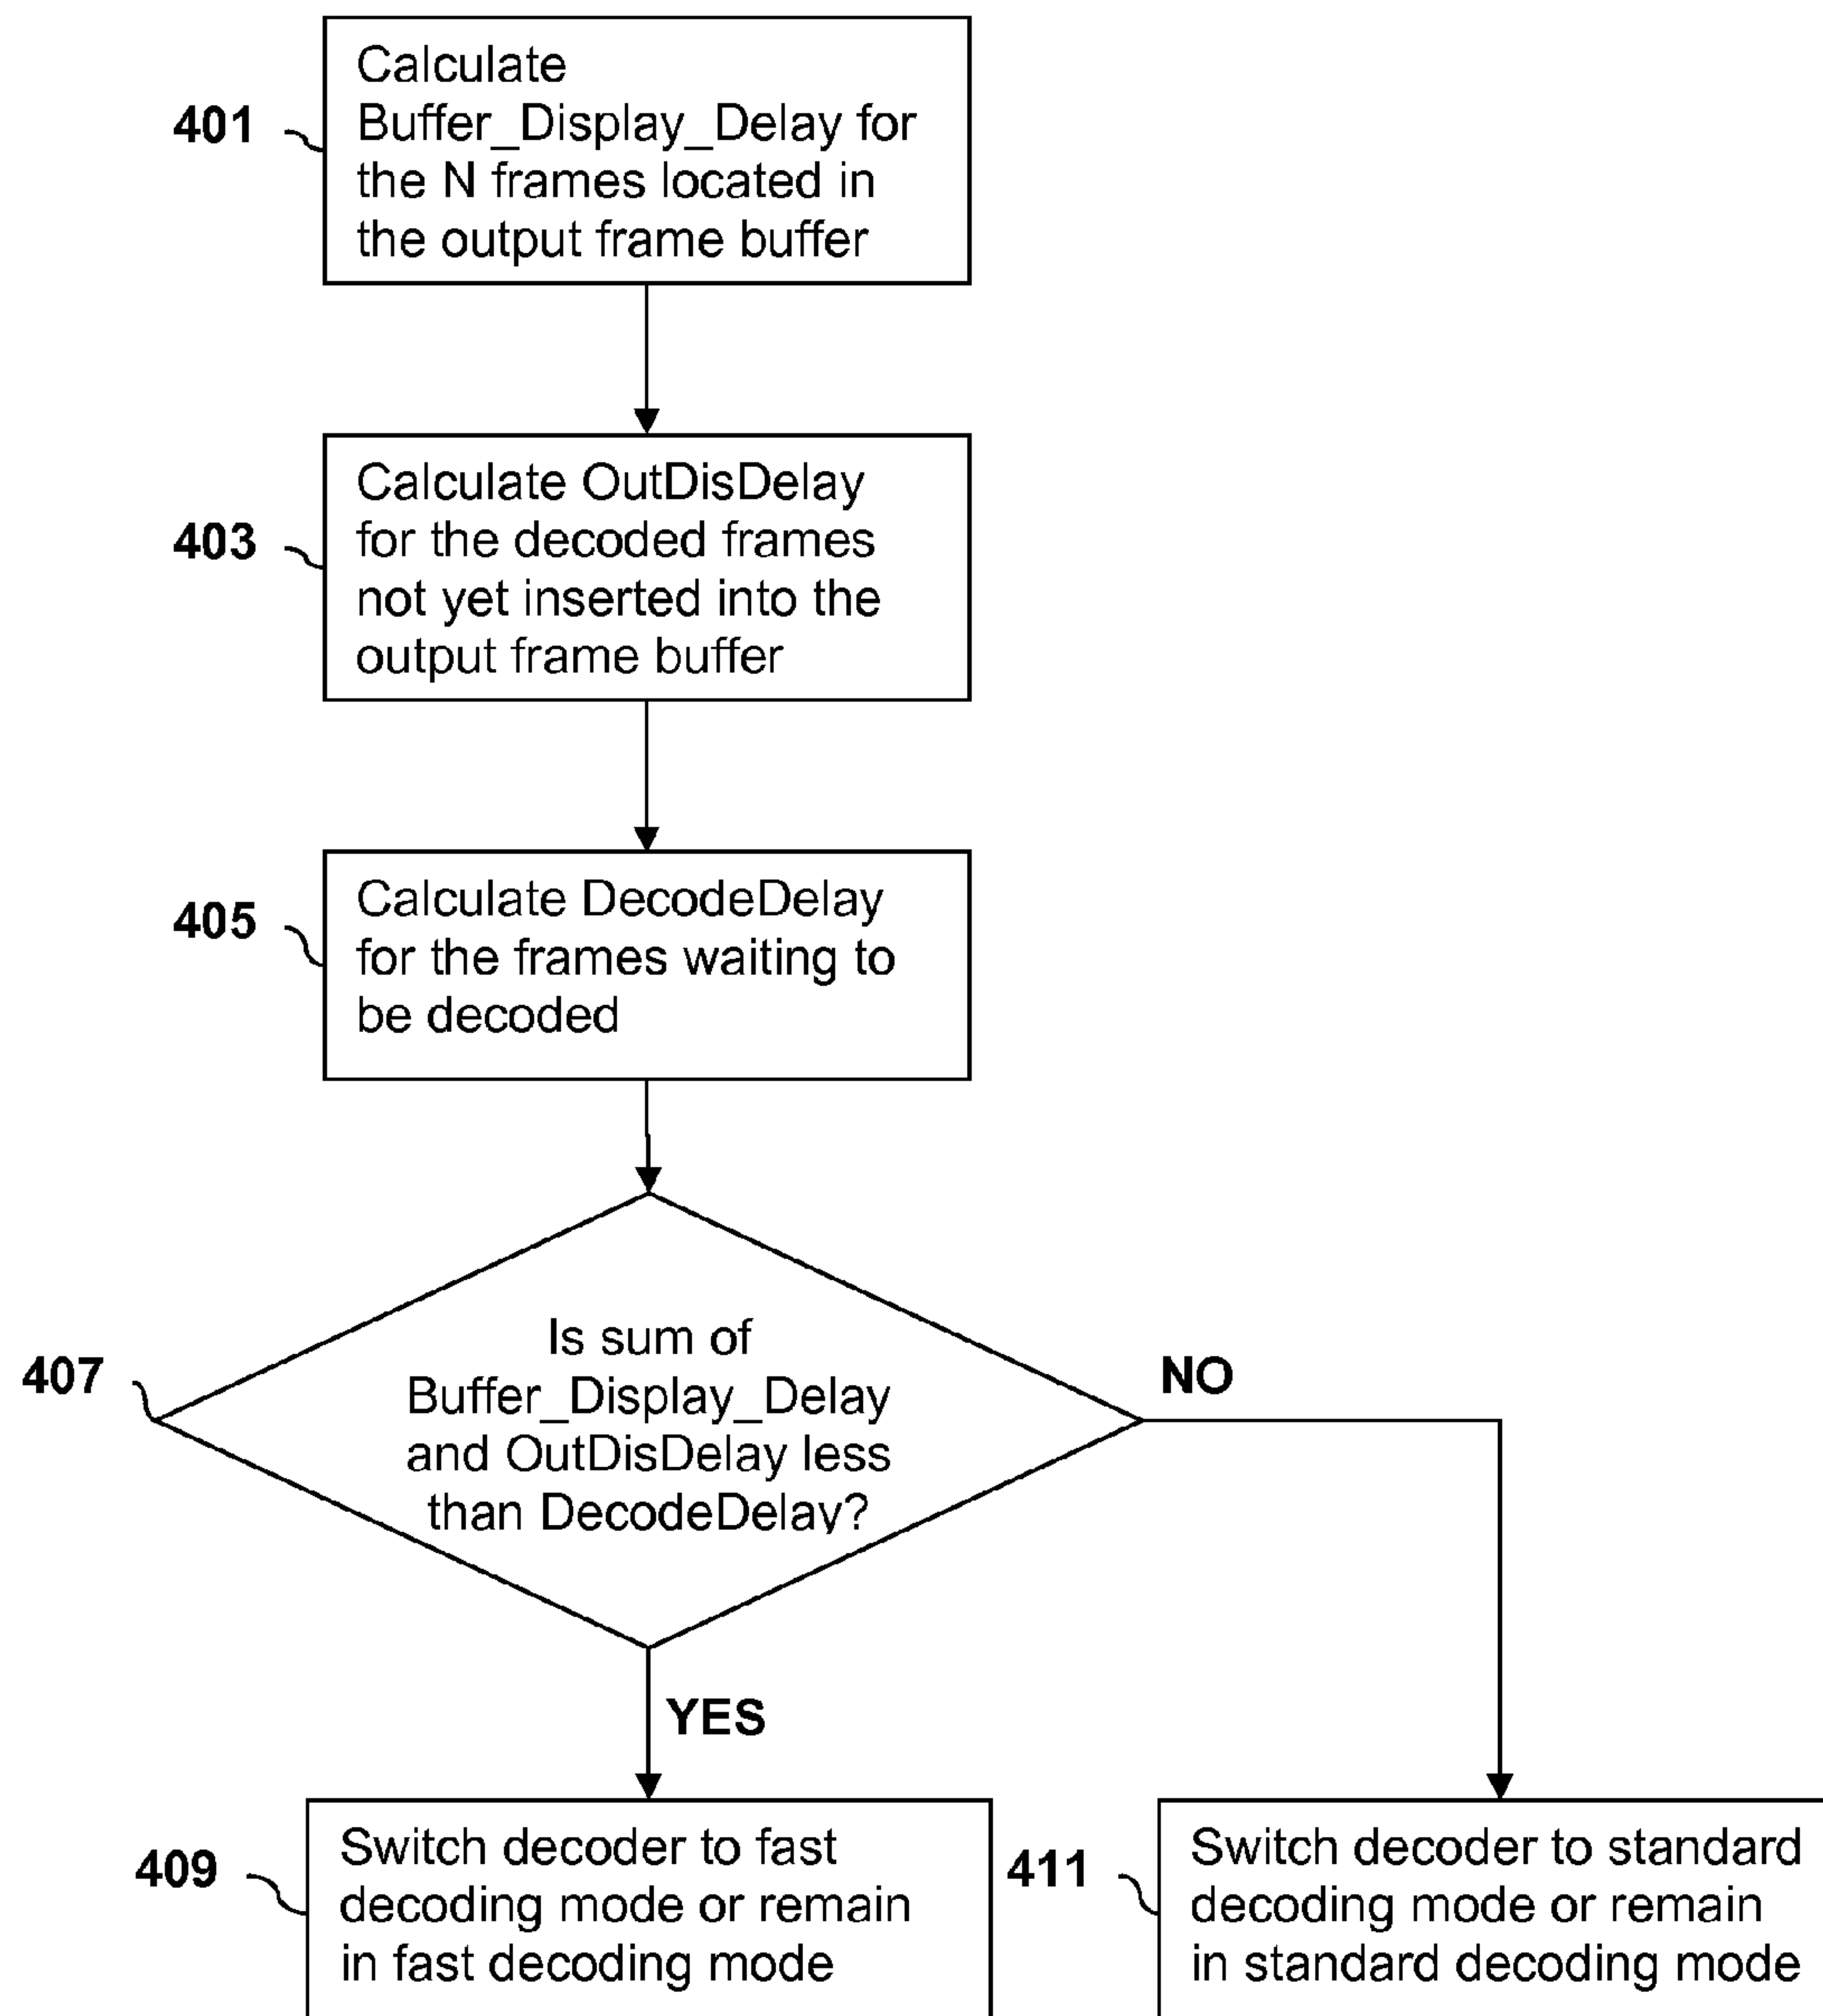 401
Calculate
Buffer_Display_Delay for
the N frames located in
the output frame buffer
403
Calculate OutDisDelay
for the decoded frames
not yet inserted into the
output frame buffer
405
Calculate DecodeDelay
for the frames waiting to
be decoded
407
Is sum of
Buffer_Display_Delay
and OutDisDelay less
than DecodeDelay?
NO
YES
409
Switch decoder to fast
decoding mode or remain
in fast decoding mode
411
Switch decoder to standard
decoding mode or remain
in standard decoding mode